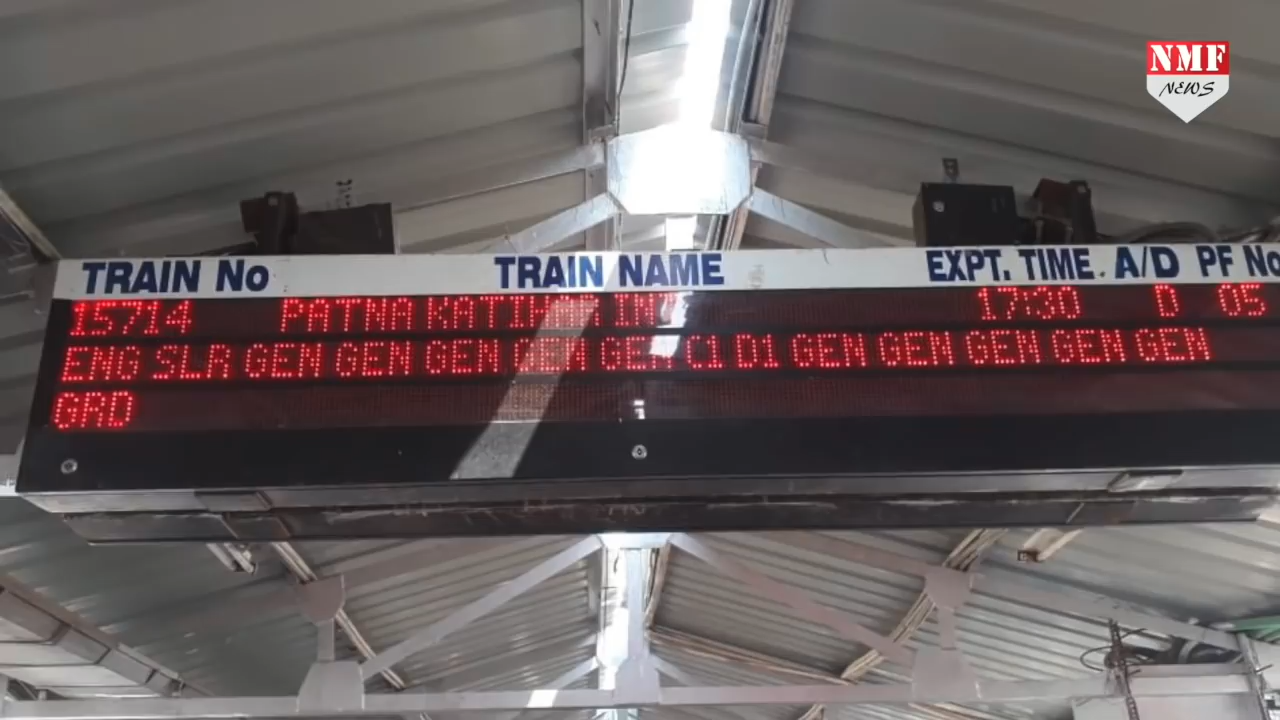 NMF
NEWS
TRAIN No TRAIN NAME EXPT. TIME. A/D PF No
15714 PATNA KATIHAR INT 17:30 D 05
ENG SLR GEN GEN GEN GEN GEN C1 D1 GEN GEN GEN GEN GEN
GRD